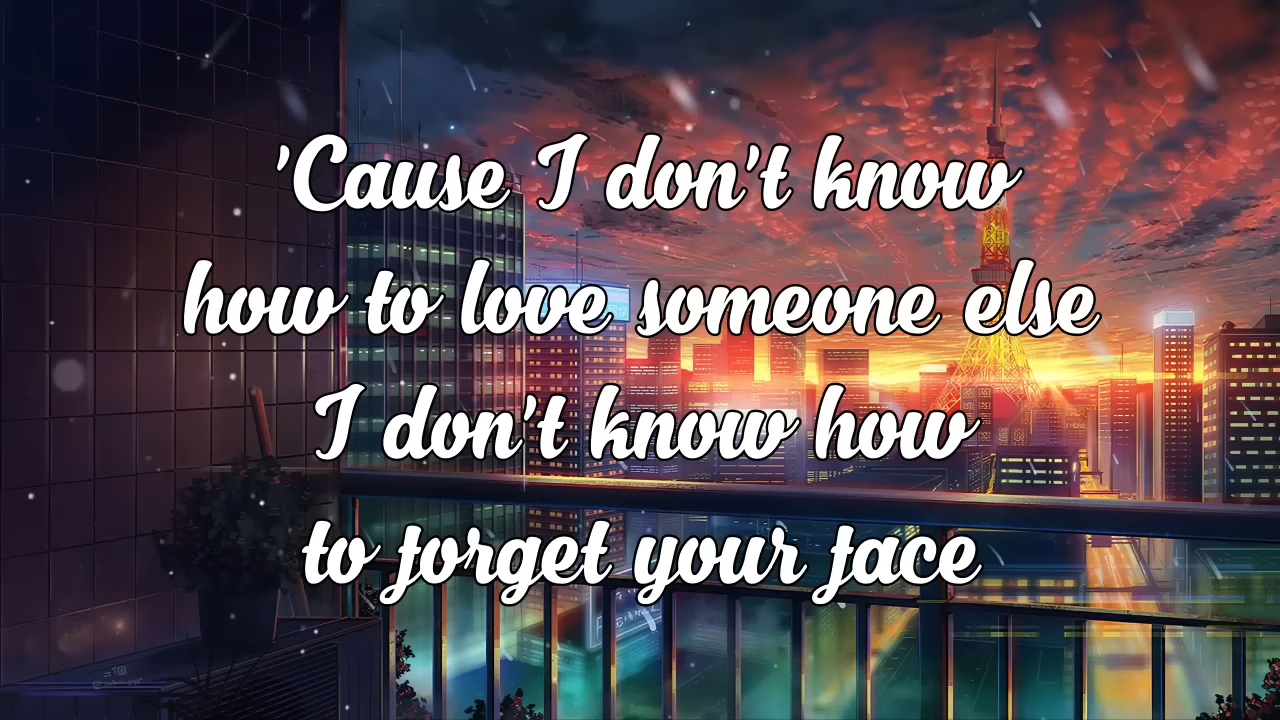 'Cause I don't know
how to love someone else
I don't know how
to forget your face